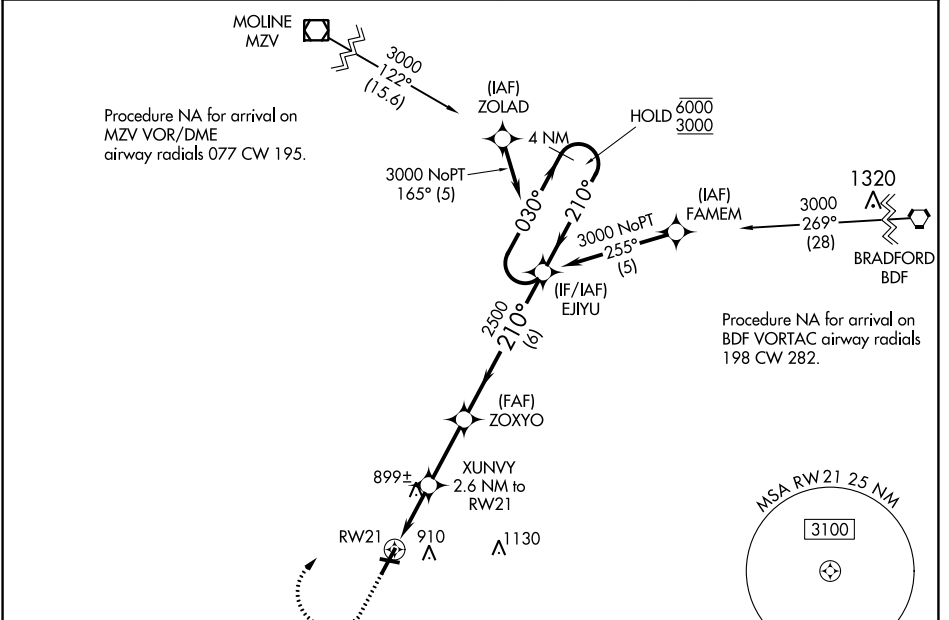 MOLINE
MZV
3000
122°
(15.6)
Procedure NA for arrival on
MZV VOR/DME
airway radials 077 CW 195.
(IAF)
ZOLAD
3000 NoPT
165° (5)
4 NM
HOLD 6000
3000
030°
210°
(IAF)
FAMEM
3000 NoPT
255°
(5)
1320
3000
269°
(28)
BRADFORD
BDF
(IF/IAF)
EJIYU
Procedure NA for arrival on
BDF VORTAC airway radials
198 CW 282.
2500
210°
(6)
(FAF)
ZOXYO
899±
XUNVY
2.6 NM to
RW21
RW21
910
1130
MSA RW21 25 NM
3100